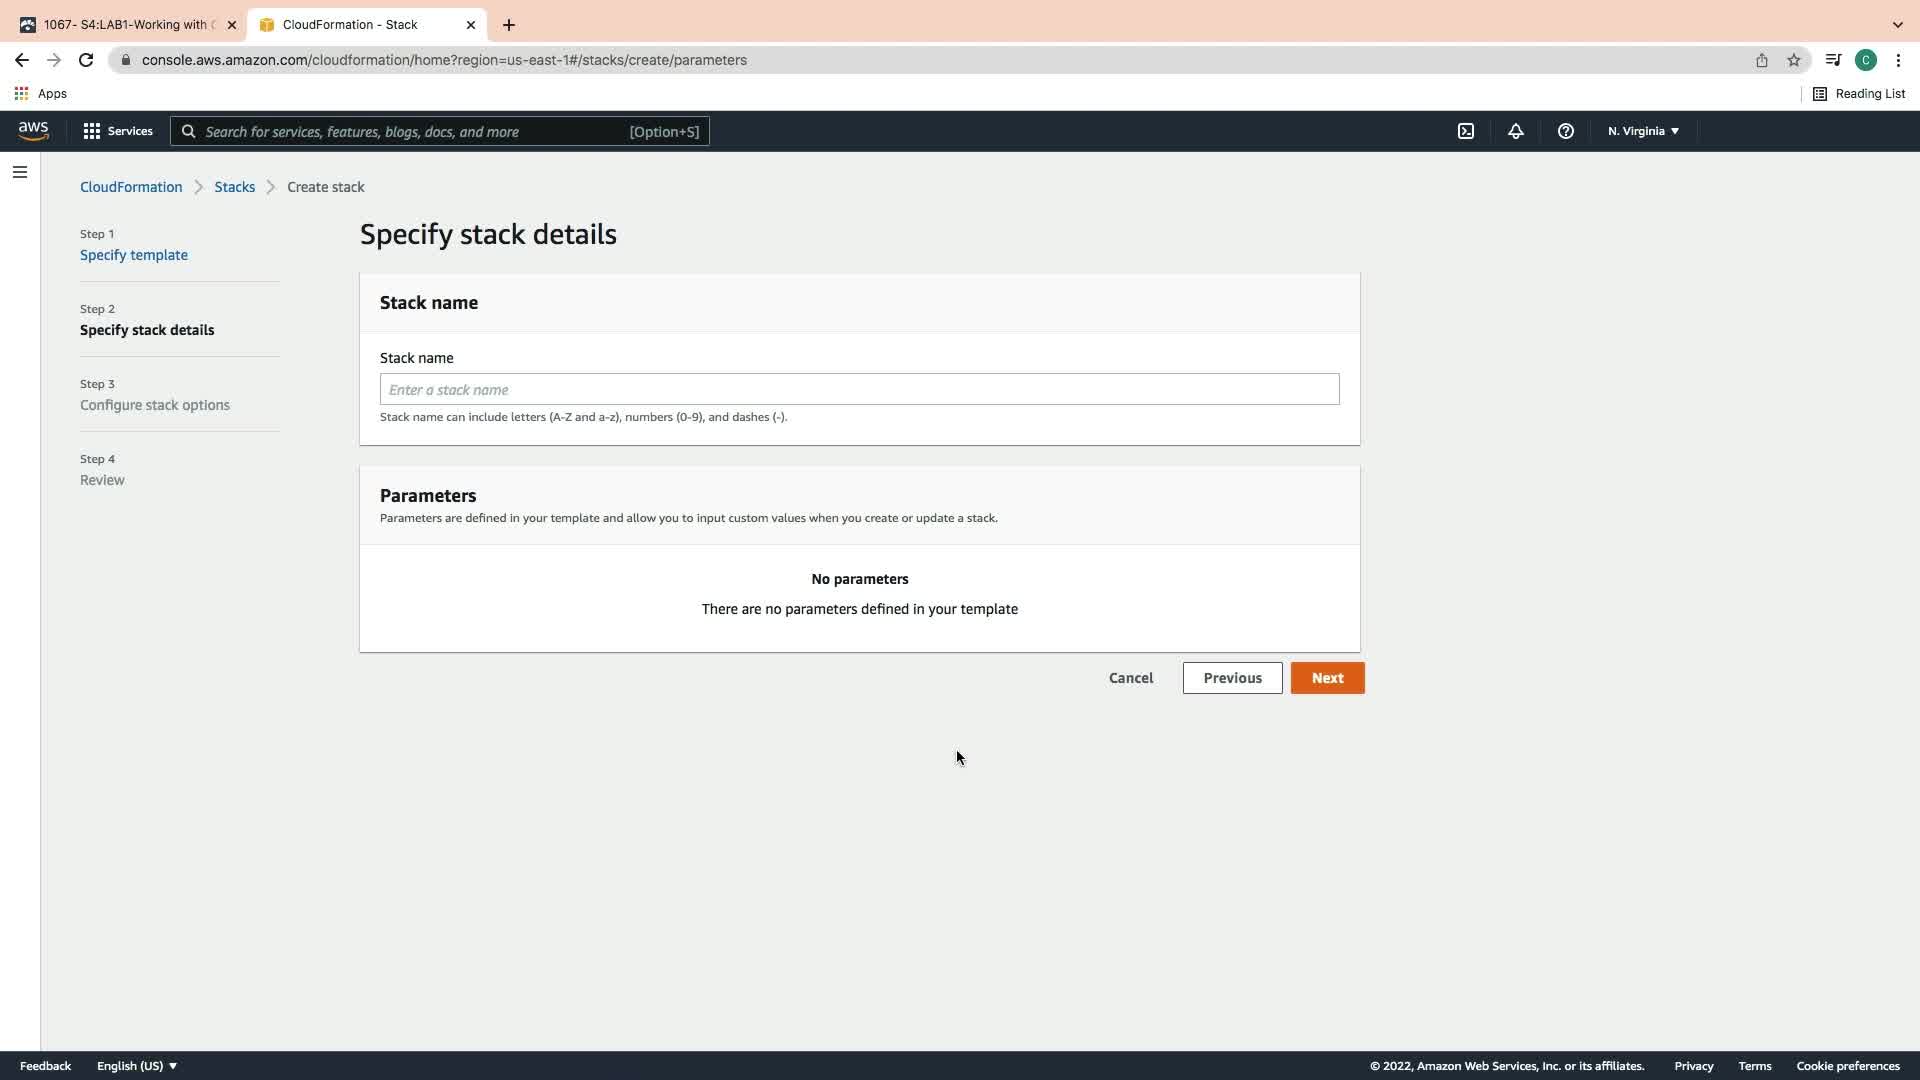 1067- S4:LAB1-Working with
CloudFormation - Stack
console.aws.amazon.com/cloudformation/home?region=us-east-1#/stacks/create/parameters
C
Apps
Reading List
aws
Services
Search for services, features, blogs, docs, and more
[Option+S]
N. Virginia
CloudFormation
Stacks
Create stack
Step 1
Specify template
Step 2
Specify stack details
Step 3
Configure stack options
Step 4
Review
Specify stack details
Stack name
Stack name
Enter a stack name
Stack name can include letters (A-Z and a-z), numbers (0-9), and dashes (-).
Parameters
Parameters are defined in your template and allow you to input custom values when you create or update a stack.
No parameters
There are no parameters defined in your template
Cancel
Previous
Next
Feedback
English (US)
© 2022, Amazon Web Services, Inc. or its affiliates.
Privacy
Terms
Cookie preferences